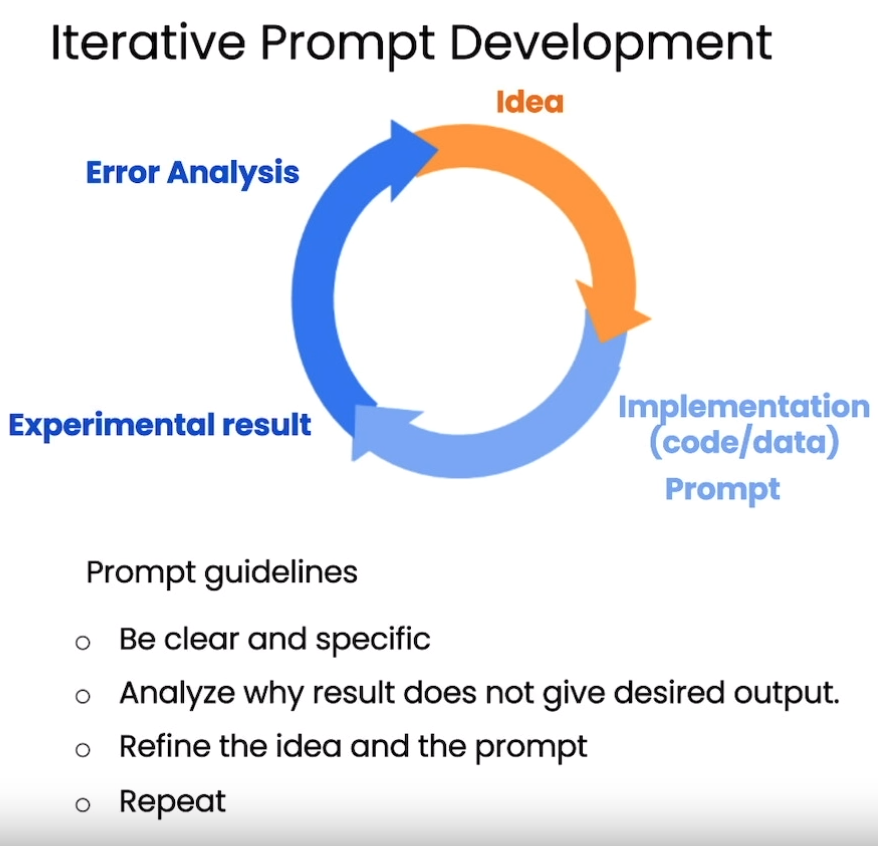 Iterative Prompt Development
Idea
Error Analysis
Experimental result
Implementation
(code/data)
Prompt
Prompt guidelines
o Be clear and specific
o Analyze why result does not give desired output.
o Refine the idea and the prompt
o Repeat